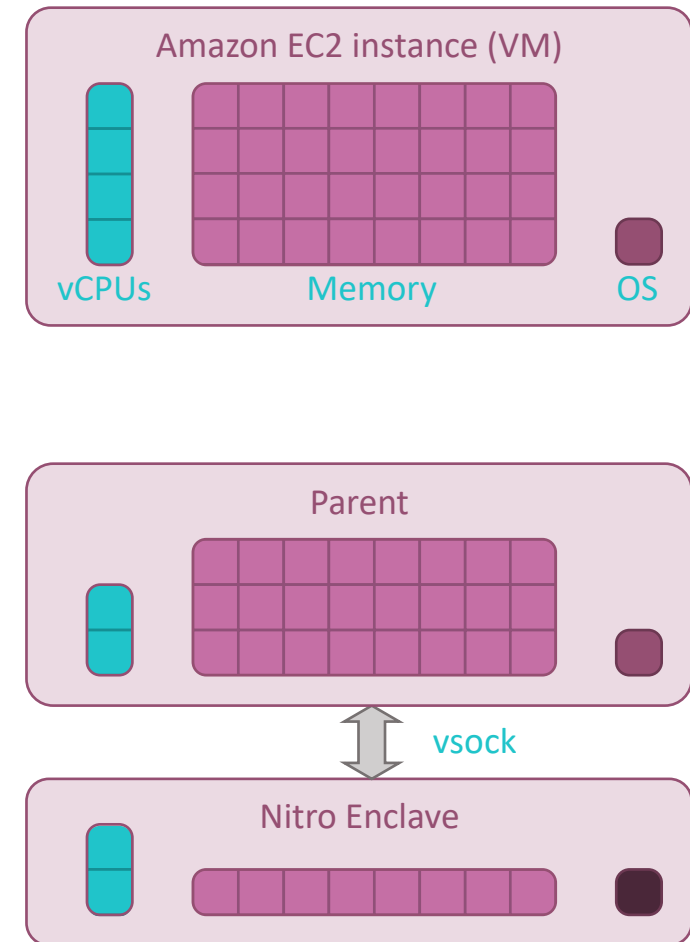 Amazon EC2 instance (VM)
vCPUs
Memory
OS
Parent
vsock
Nitro Enclave